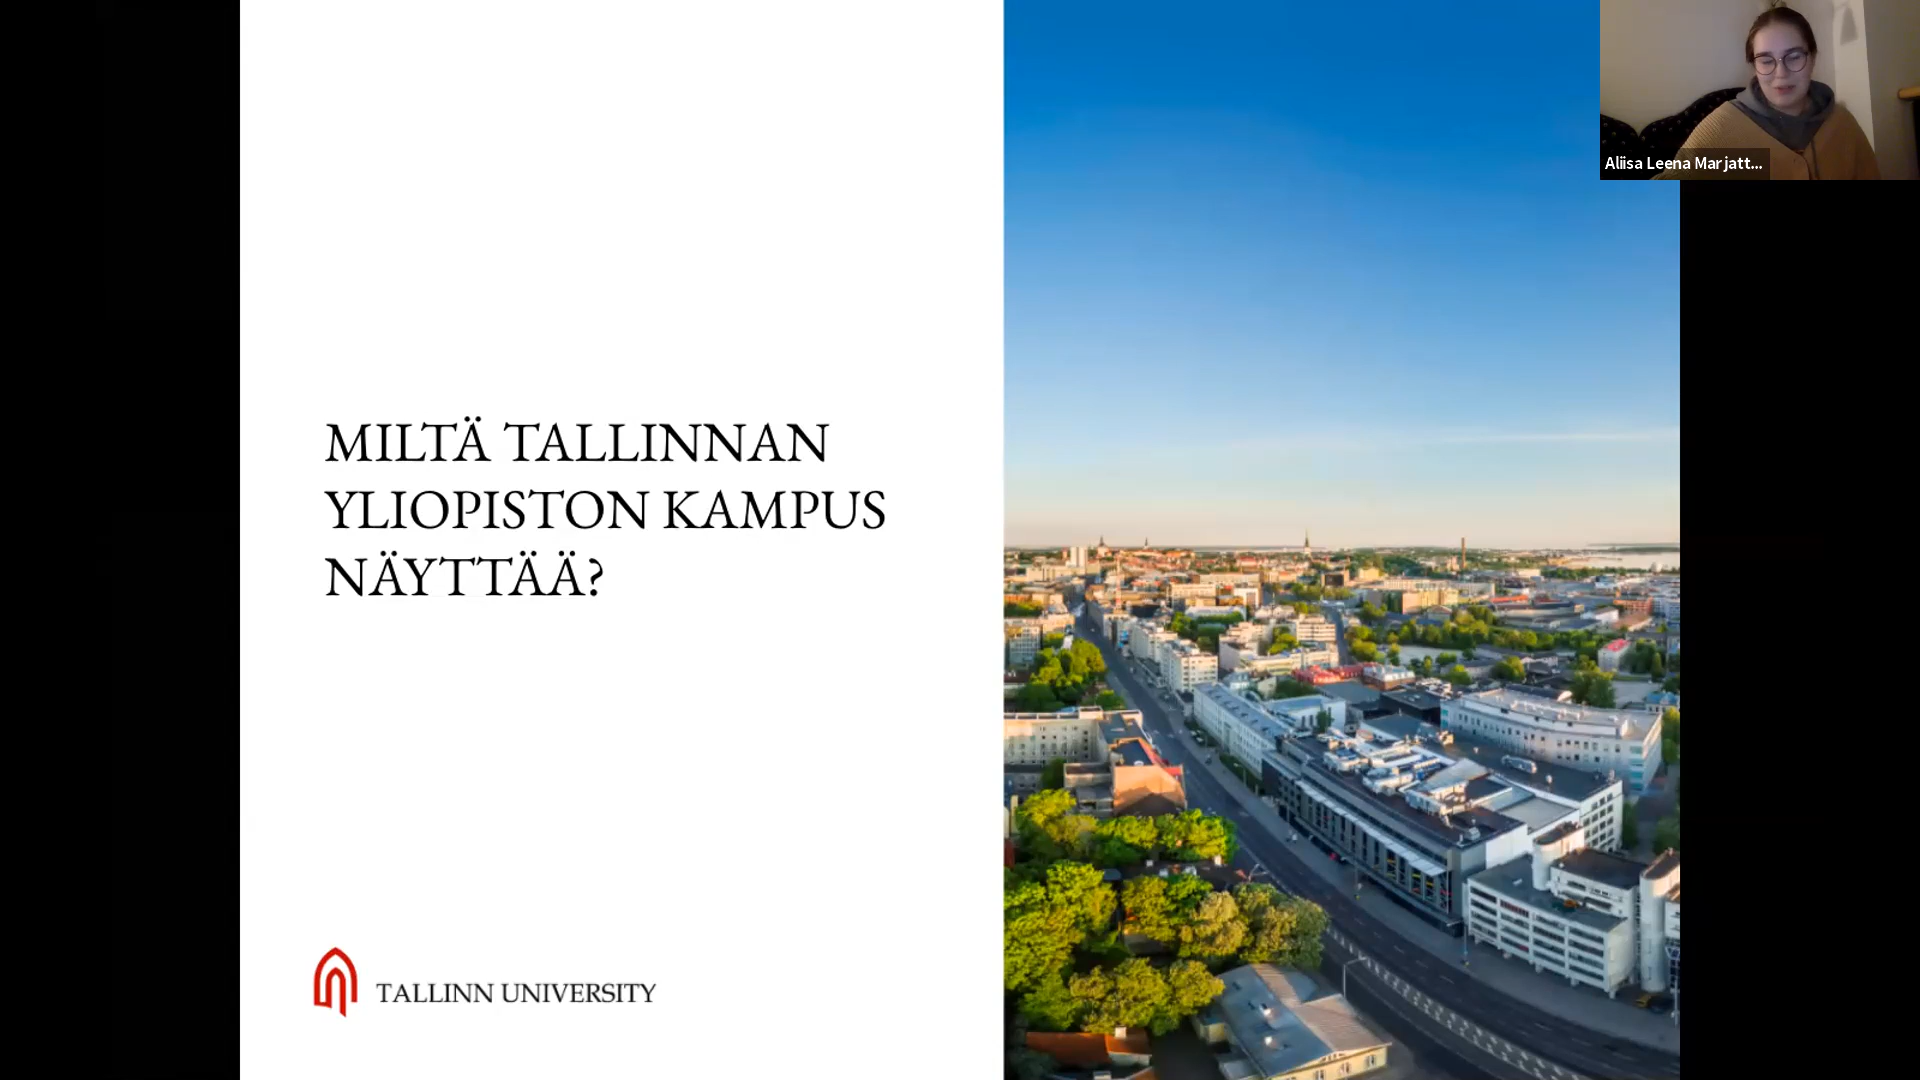 MILTÄ TALLINNAN
YLIOPISTON KAMPUS
NÄYTTÄÄ?
TALLINN UNIVERSITY
Aliisa Leena Marjatt...